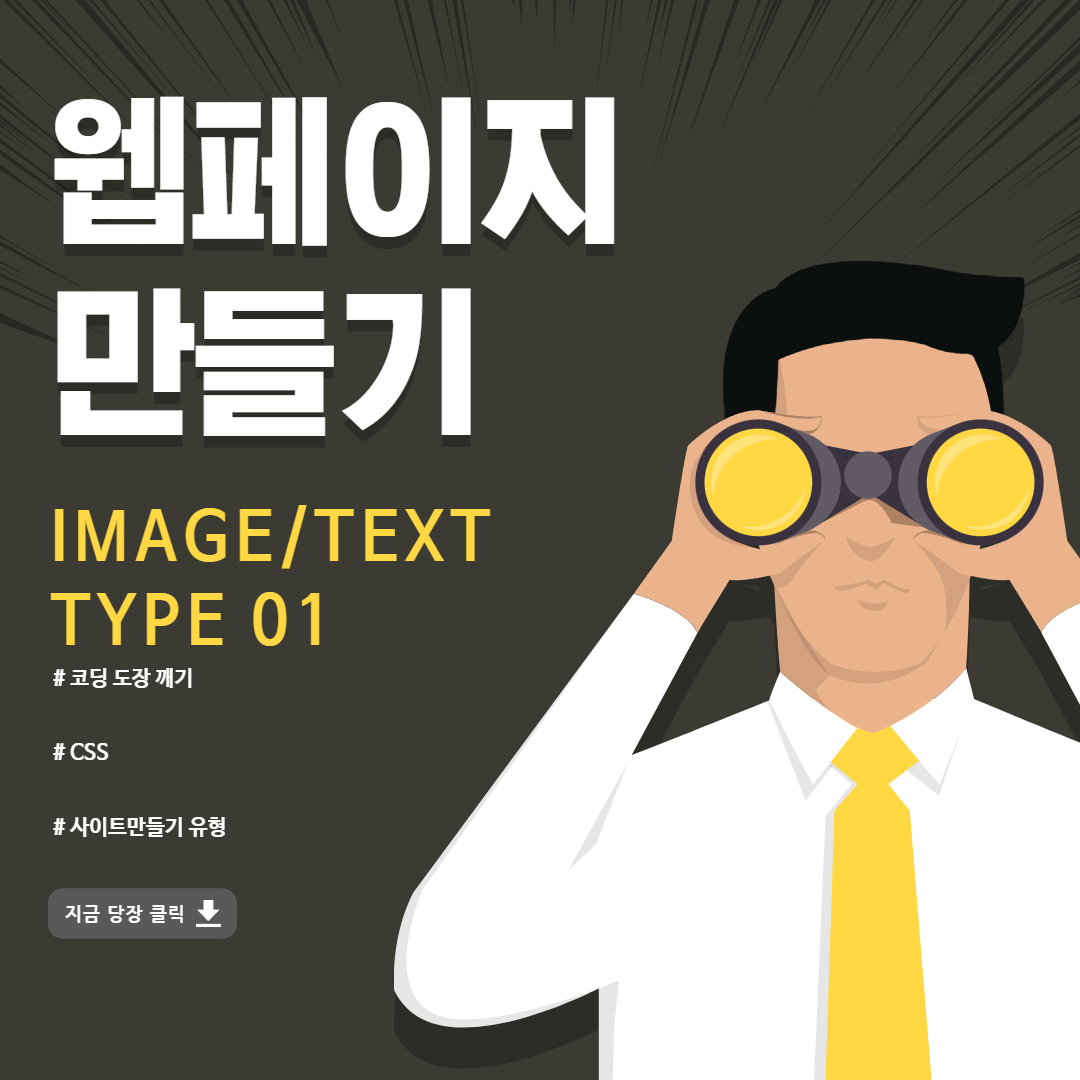 웹페이지
만들기
IMAGE/TEXT
TYPE 01
# 코딩 도장 깨기
# CSS
# 사이트만들기 유형
지금 당장 클릭